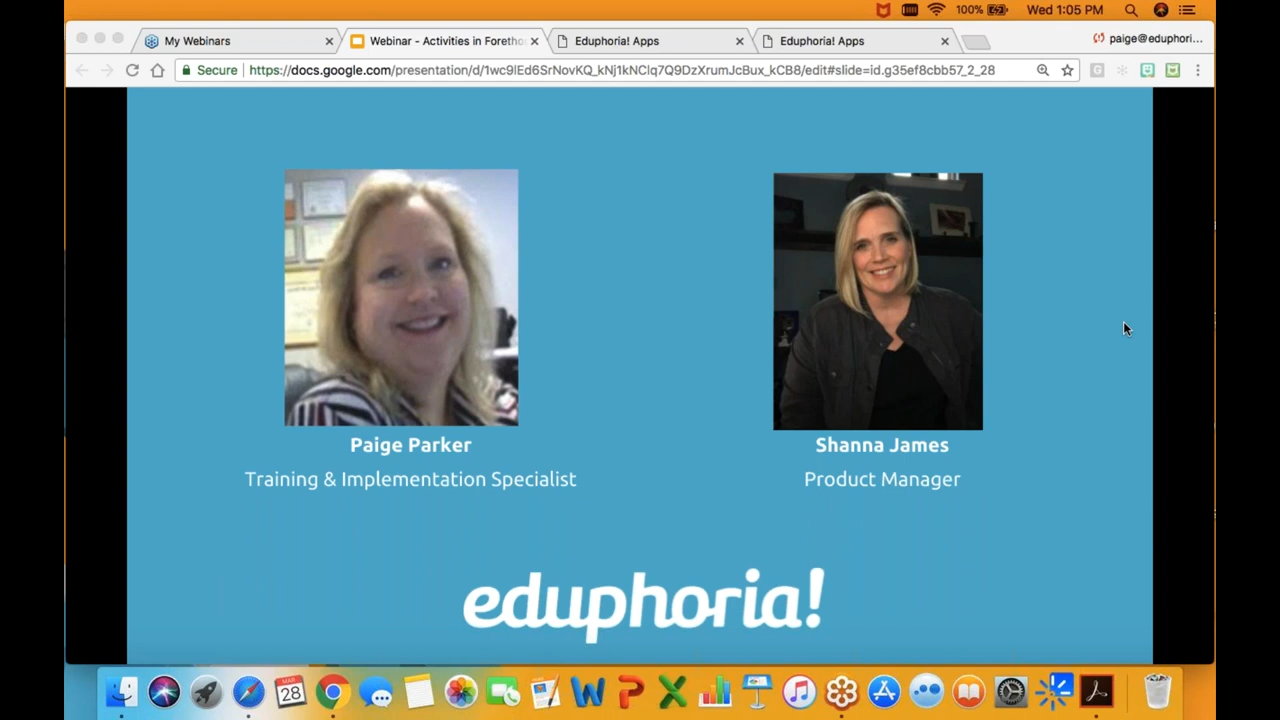 100% Wed 1:05 PM
My Webinars
Webinar - Activities in Foretho
Eduphoria! Apps
Eduphoria! Apps
paige@eduphori...
Secure https://docs.google.com/presentation/d/1wc9lEd6SrNovKQ_kNj1kNClq7Q9DzXrumJcBux_kCB8/edit#slide=id.g35ef8cbb57_2_28
Paige Parker
Training & Implementation Specialist
Shanna James
Product Manager
eduphoria!
MAR
28